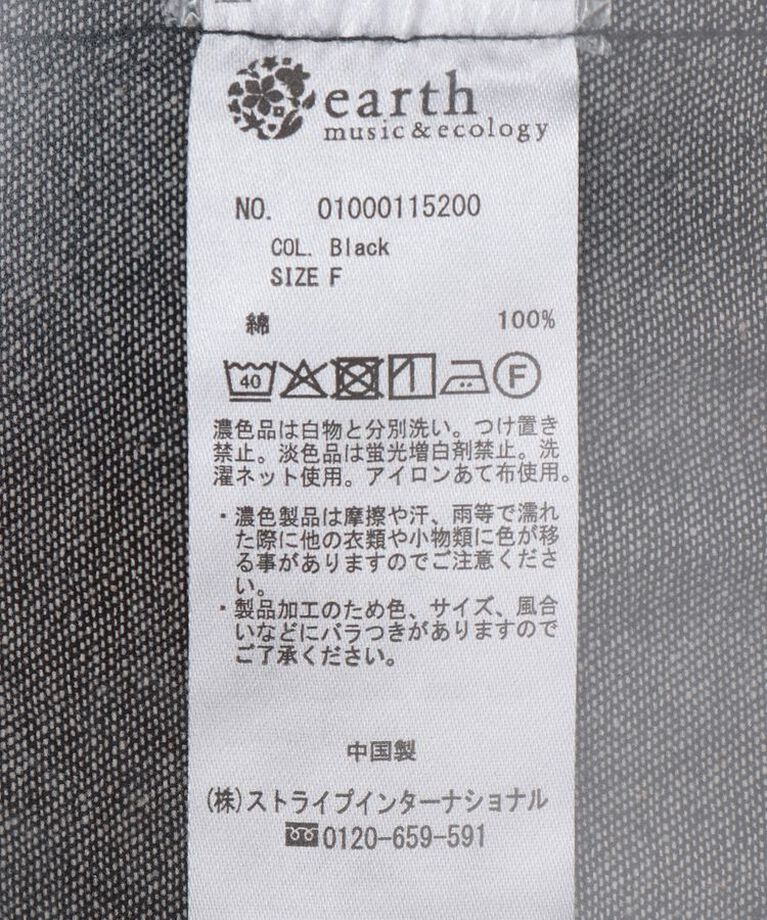 earth
music & ecology
NO. 01000115200
COL. Black
SIZE F
綿 100%
40 F
濃色品は白物と分別洗い。つけ置き
禁止。淡色品は蛍光増白剤禁止。洗
濯ネット使用。アイロンあて布使用。
・濃色製品は摩擦や汗、雨等で濡れ
た際に他の衣類や小物類に色が移
る事がありますのでご注意くださ
い。
・製品加工のため色、サイズ、風合
いなどにバラつきがありますので
ご了承ください。
中国製
(株)ストライプインターナショナル
0120-659-591